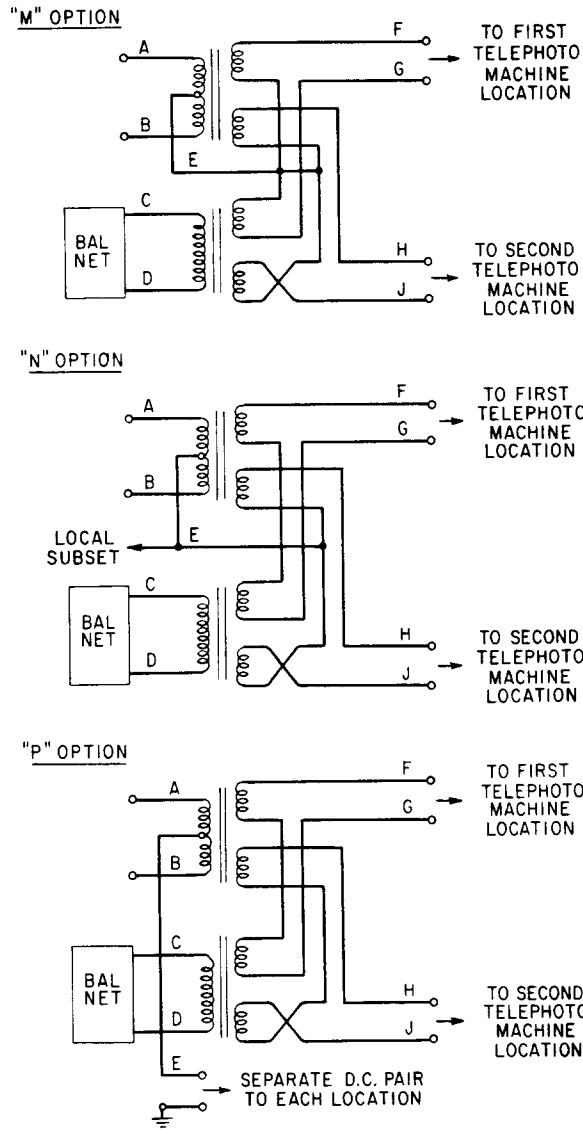 "M" OPTION
A
F
TO FIRST
TELEPHOTO
MACHINE
LOCATION
G
B
E
C
BAL
NET
D
H
TO SECOND
TELEPHOTO
MACHINE
LOCATION
J
"N" OPTION
A
F
TO FIRST
TELEPHOTO
MACHINE
LOCATION
G
B
LOCAL
SUBSET
E
C
BAL
NET
D
H
TO SECOND
TELEPHOTO
MACHINE
LOCATION
J
"P" OPTION
A
F
TO FIRST
TELEPHOTO
MACHINE
LOCATION
G
B
C
BAL
NET
D
H
TO SECOND
TELEPHOTO
MACHINE
LOCATION
J
E
SEPARATE D.C. PAIR
TO EACH LOCATION